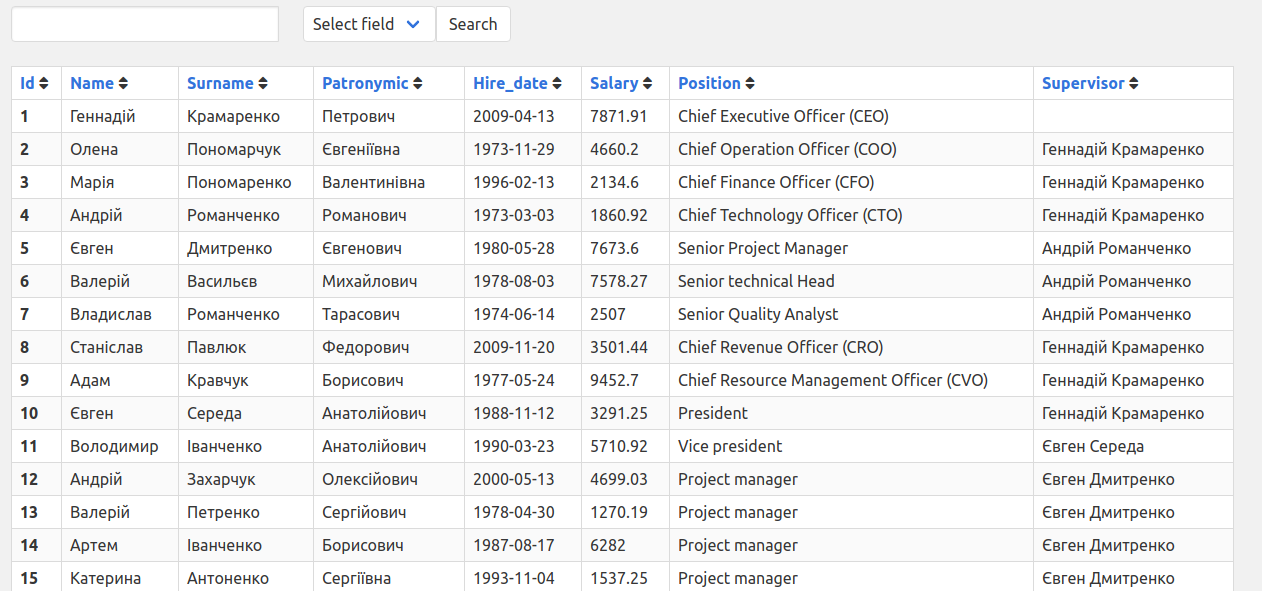 Select field Search
Id Name Surname Patronymic Hire_date Salary Position Supervisor
1 Геннадій Крамаренко Петрович 2009-04-13 7871.91 Chief Executive Officer (CEO)
2 Олена Пономарчук Євгеніївна 1973-11-29 4660.2 Chief Operation Officer (COO) Геннадій Крамаренко
3 Марія Пономаренко Валентинівна 1996-02-13 2134.6 Chief Finance Officer (CFO) Геннадій Крамаренко
4 Андрій Романченко Романович 1973-03-03 1860.92 Chief Technology Officer (CTO) Геннадій Крамаренко
5 Євген Дмитренко Євгенович 1980-05-28 7673.6 Senior Project Manager Андрій Романченко
6 Валерій Васильєв Михайлович 1978-08-03 7578.27 Senior technical Head Андрій Романченко
7 Владислав Романченко Тарасович 1974-06-14 2507 Senior Quality Analyst Андрій Романченко
8 Станіслав Павлюк Федорович 2009-11-20 3501.44 Chief Revenue Officer (CRO) Геннадій Крамаренко
9 Адам Кравчук Борисович 1977-05-24 9452.7 Chief Resource Management Officer (CVO) Геннадій Крамаренко
10 Євген Середа Анатолійович 1988-11-12 3291.25 President Геннадій Крамаренко
11 Володимир Іванченко Анатолійович 1990-03-23 5710.92 Vice president Євген Середа
12 Андрій Захарчук Олексійович 2000-05-13 4699.03 Project manager Євген Дмитренко
13 Валерій Петренко Сергійович 1978-04-30 1270.19 Project manager Євген Дмитренко
14 Артем Іванченко Борисович 1987-08-17 6282 Project manager Євген Дмитренко
15 Катерина Антоненко Сергіївна 1993-11-04 1537.25 Project manager Євген Дмитренко